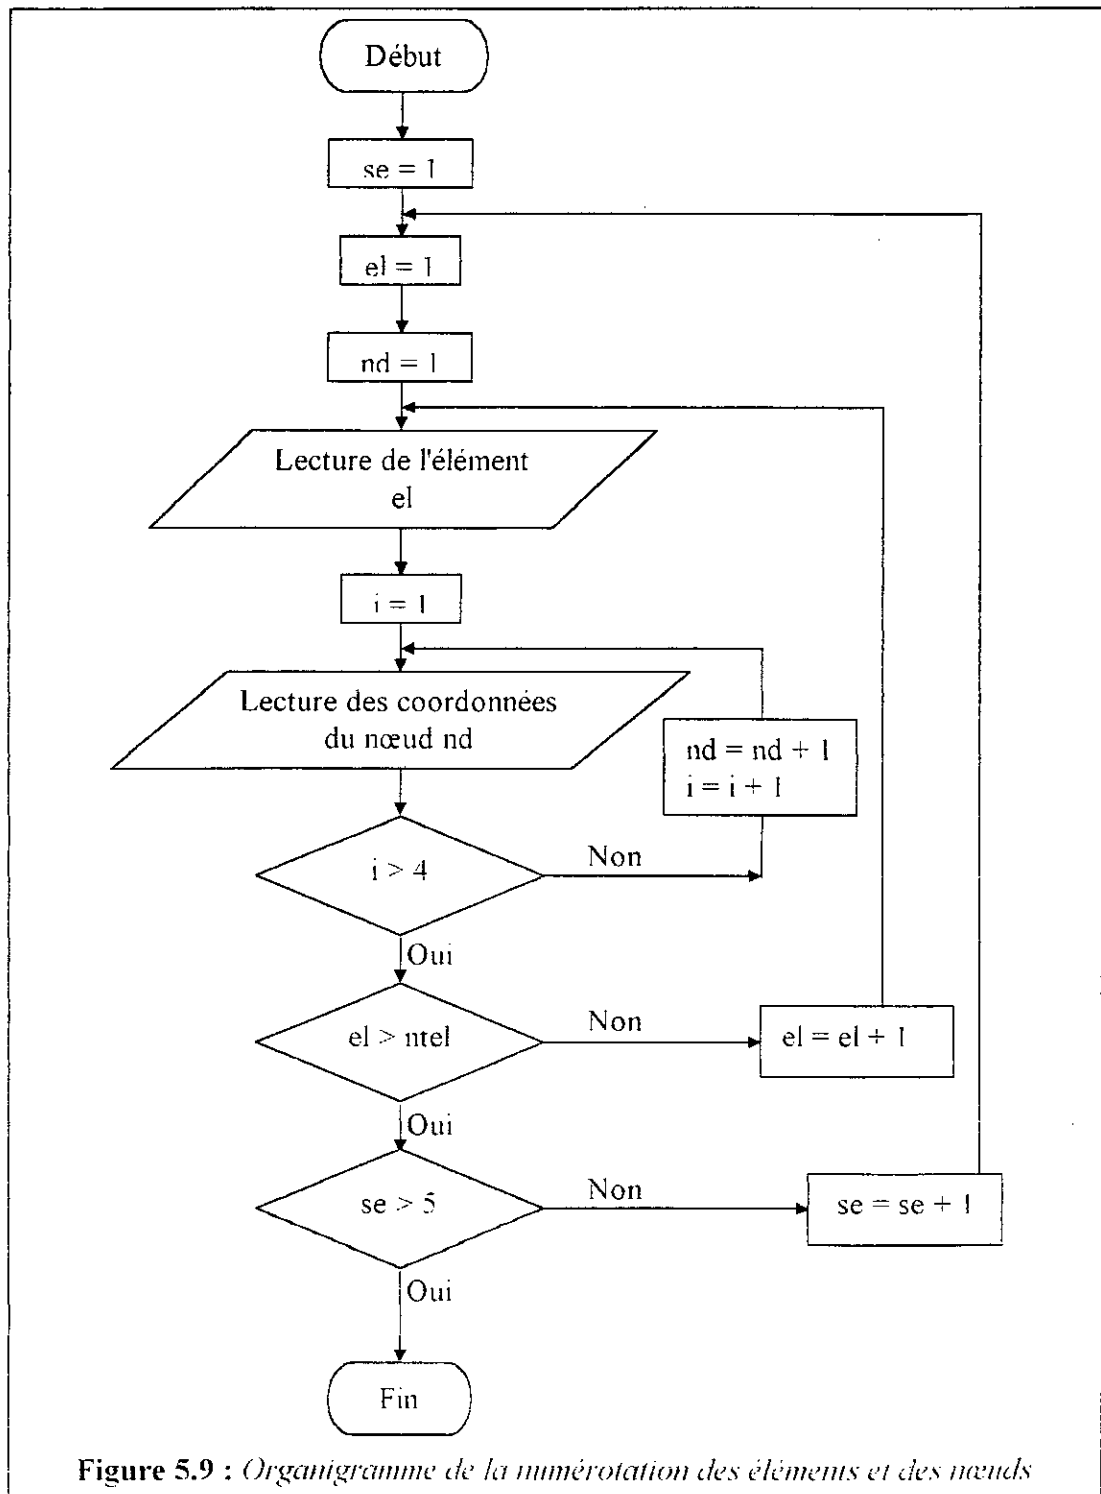 Début
se = 1
el = 1
nd = 1
Lecture de l'élément
el
i = 1
Lecture des coordonnées
du nœud nd
nd = nd + 1
i = i + 1
i > 4
Non
Oui
el > ntel
Non
el = el + 1
Oui
se > 5
Non
se = se + 1
Oui
Fin
Figure 5.9 : Organigramme de la numérotation des éléments et des nœuds